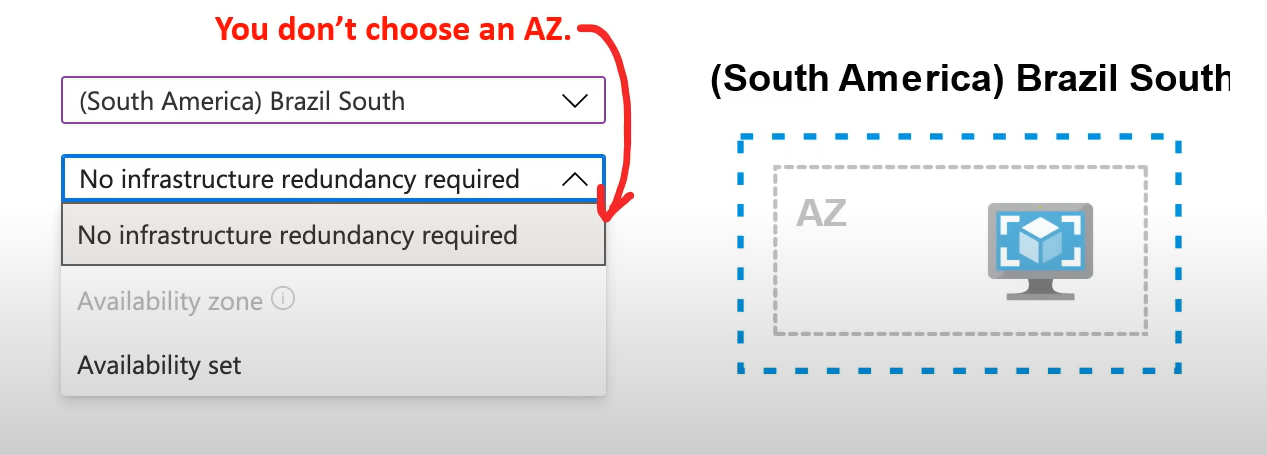 You don't choose an AZ.
(South America) Brazil South
No infrastructure redundancy required
No infrastructure redundancy required
Availability zone
Availability set
(South America) Brazil South
AZ